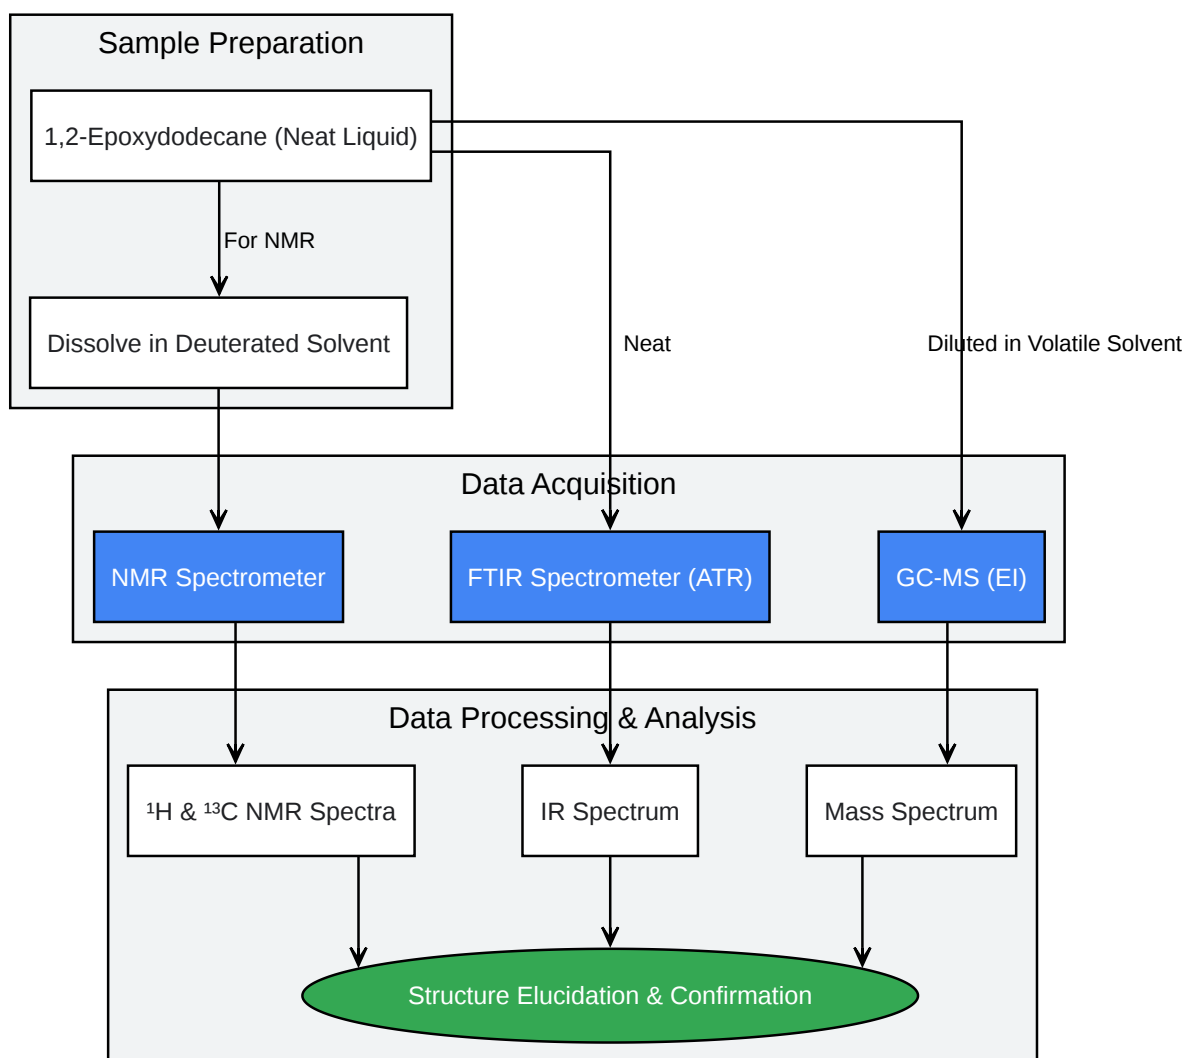 Sample Preparation
1,2-Epoxydodecane (Neat Liquid)
For NMR
Dissolve in Deuterated Solvent
Neat
Diluted in Volatile Solvent
Data Acquisition
NMR Spectrometer
FTIR Spectrometer (ATR)
GC-MS (EI)
Data Processing & Analysis
¹H & ¹³C NMR Spectra
IR Spectrum
Mass Spectrum
Structure Elucidation & Confirmation